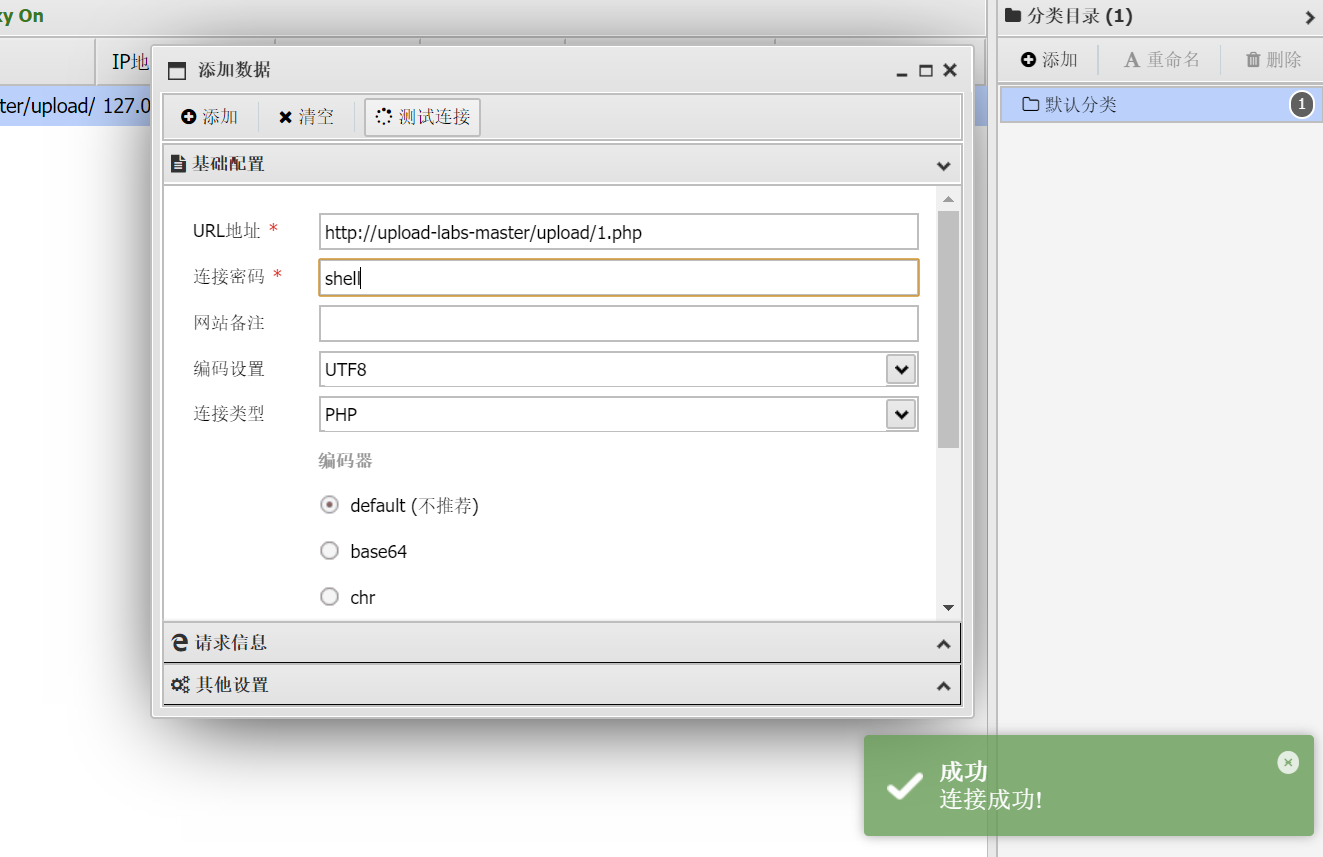 xy On
IP地
ter/upload/ 127.0
添加数据
添加
清空
测试连接
基础配置
URL地址 *
http://upload-labs-master/upload/1.php
连接密码 *
shell
网站备注
编码设置
UTF8
连接类型
PHP
编码器
default (不推荐)
base64
chr
请求信息
其他设置
分类目录 (1)
添加
重命名
删除
默认分类
1
成功
连接成功!